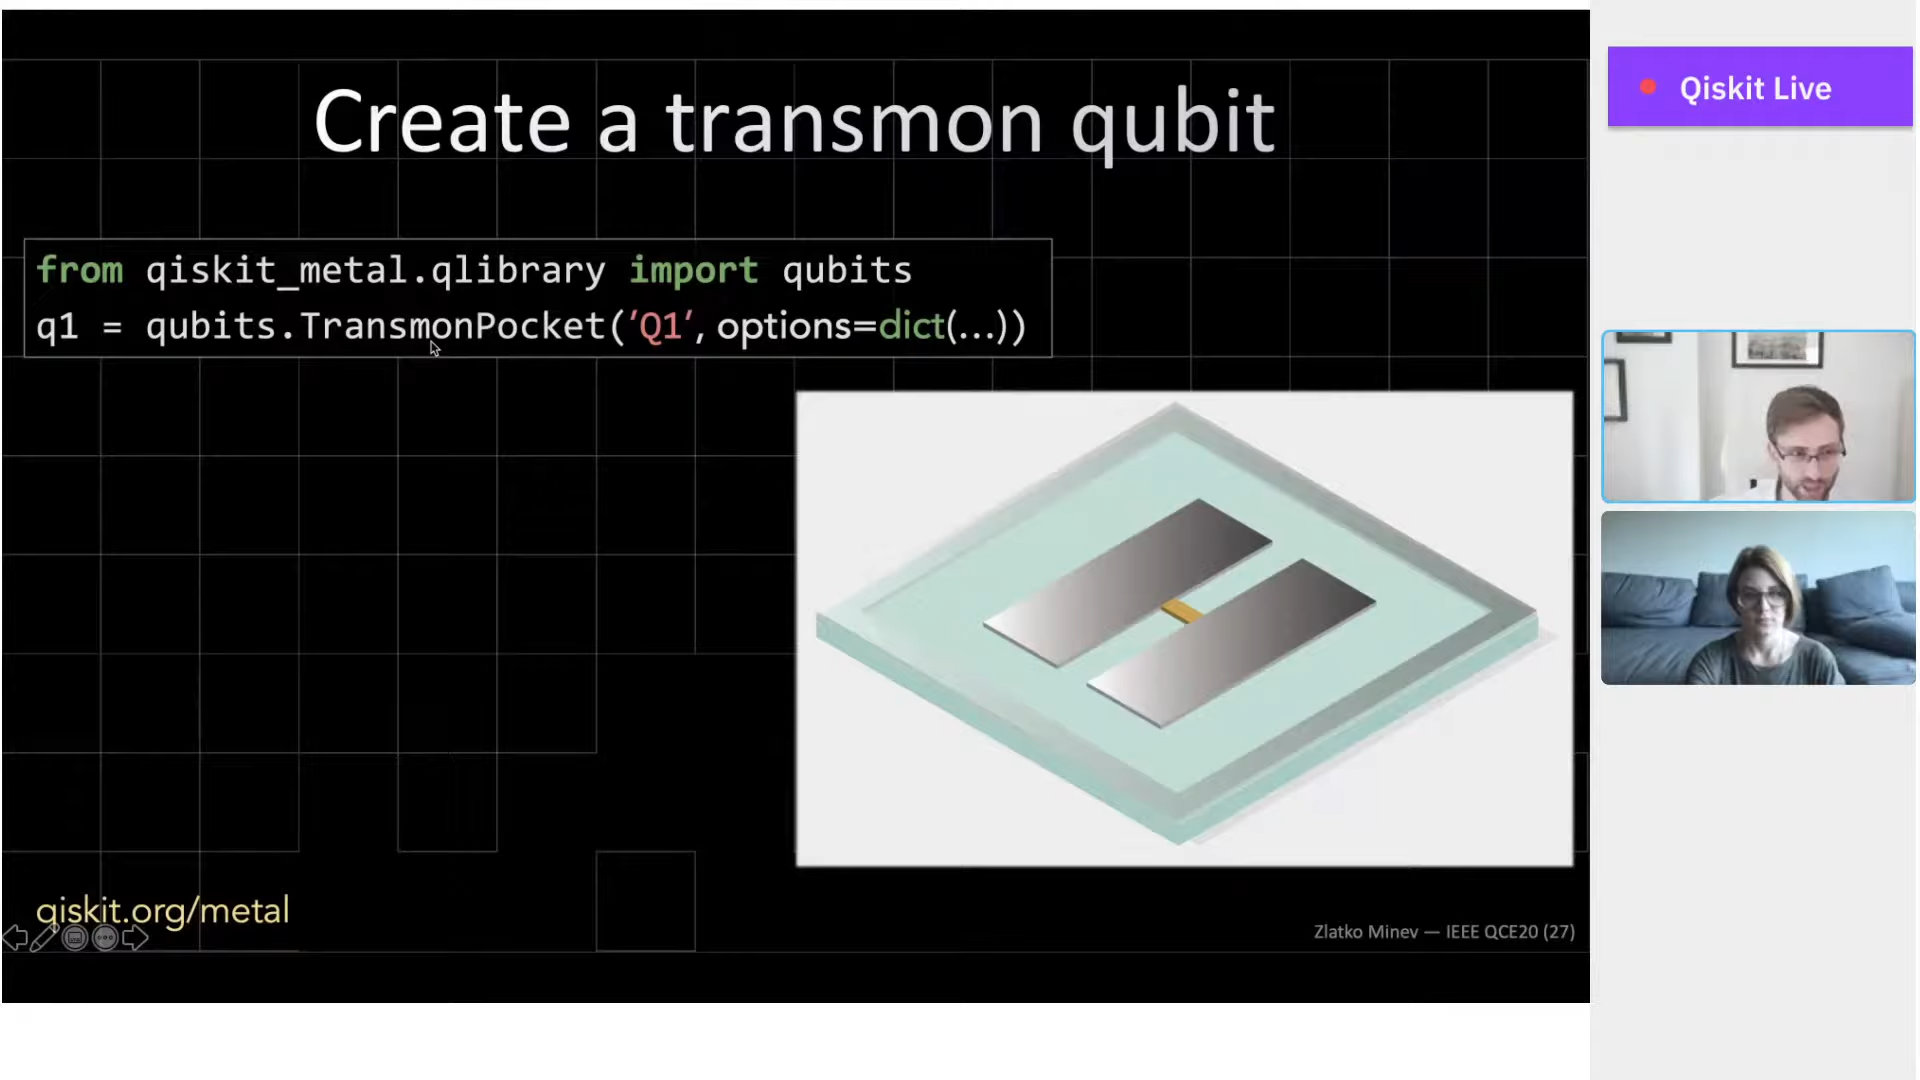 Create a transmon qubit
from qiskit_metal.qlibrary import qubits
q1 = qubits.TransmonPocket(‘Q1’, options=dict(...))
qiskit.org/metal
Zlatko Minev — IEEE QCE20 (27)
Qiskit Live